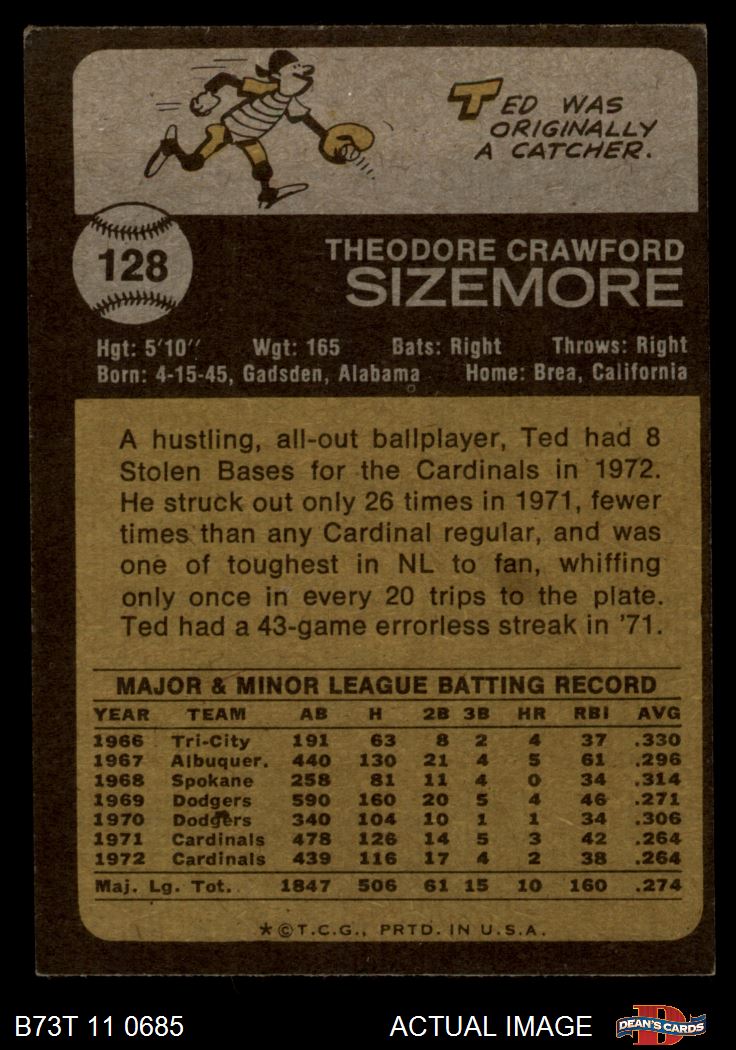 TED WAS
ORIGINALLY
A CATCHER.
128
THEODORE CRAWFORD
SIZEMORE
Hgt: 5'10" Wgt: 165 Bats: Right Throws: Right
Born: 4-15-45, Gadsden, Alabama Home: Brea, California
A hustling, all-out ballplayer, Ted had 8
Stolen Bases for the Cardinals in 1972.
He struck out only 26 times in 1971, fewer
times than any Cardinal regular, and was
one of toughest in NL to fan, whiffing
only once in every 20 trips to the plate.
Ted had a 43-game errorless streak in '71.
MAJOR & MINOR LEAGUE BATTING RECORD
YEAR TEAM AB H 2B 3B HR RBI AVG
1966 Tri-City 191 63 8 2 4 37 .330
1967 Albuquer. 440 130 21 4 5 61 .296
1968 Spokane 258 81 11 4 0 34 .314
1969 Dodgers 590 160 20 5 4 46 .271
1970 Dodgers 340 104 10 1 1 34 .306
1971 Cardinals 478 126 14 5 3 42 .264
1972 Cardinals 439 116 17 4 2 38 .264
Maj. Lg. Tot. 1847 506 61 15 10 160 .274
*©T.C.G., PRTD. IN U.S.A.
B73T 11 0685 ACTUAL IMAGE D DEAN'S CARDS